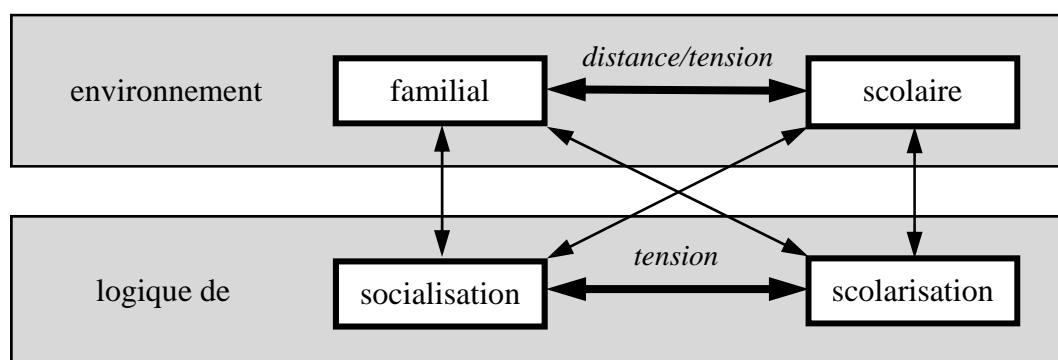 distance/tension
environnement familial scolaire
tension
logique de socialisation scolarisation